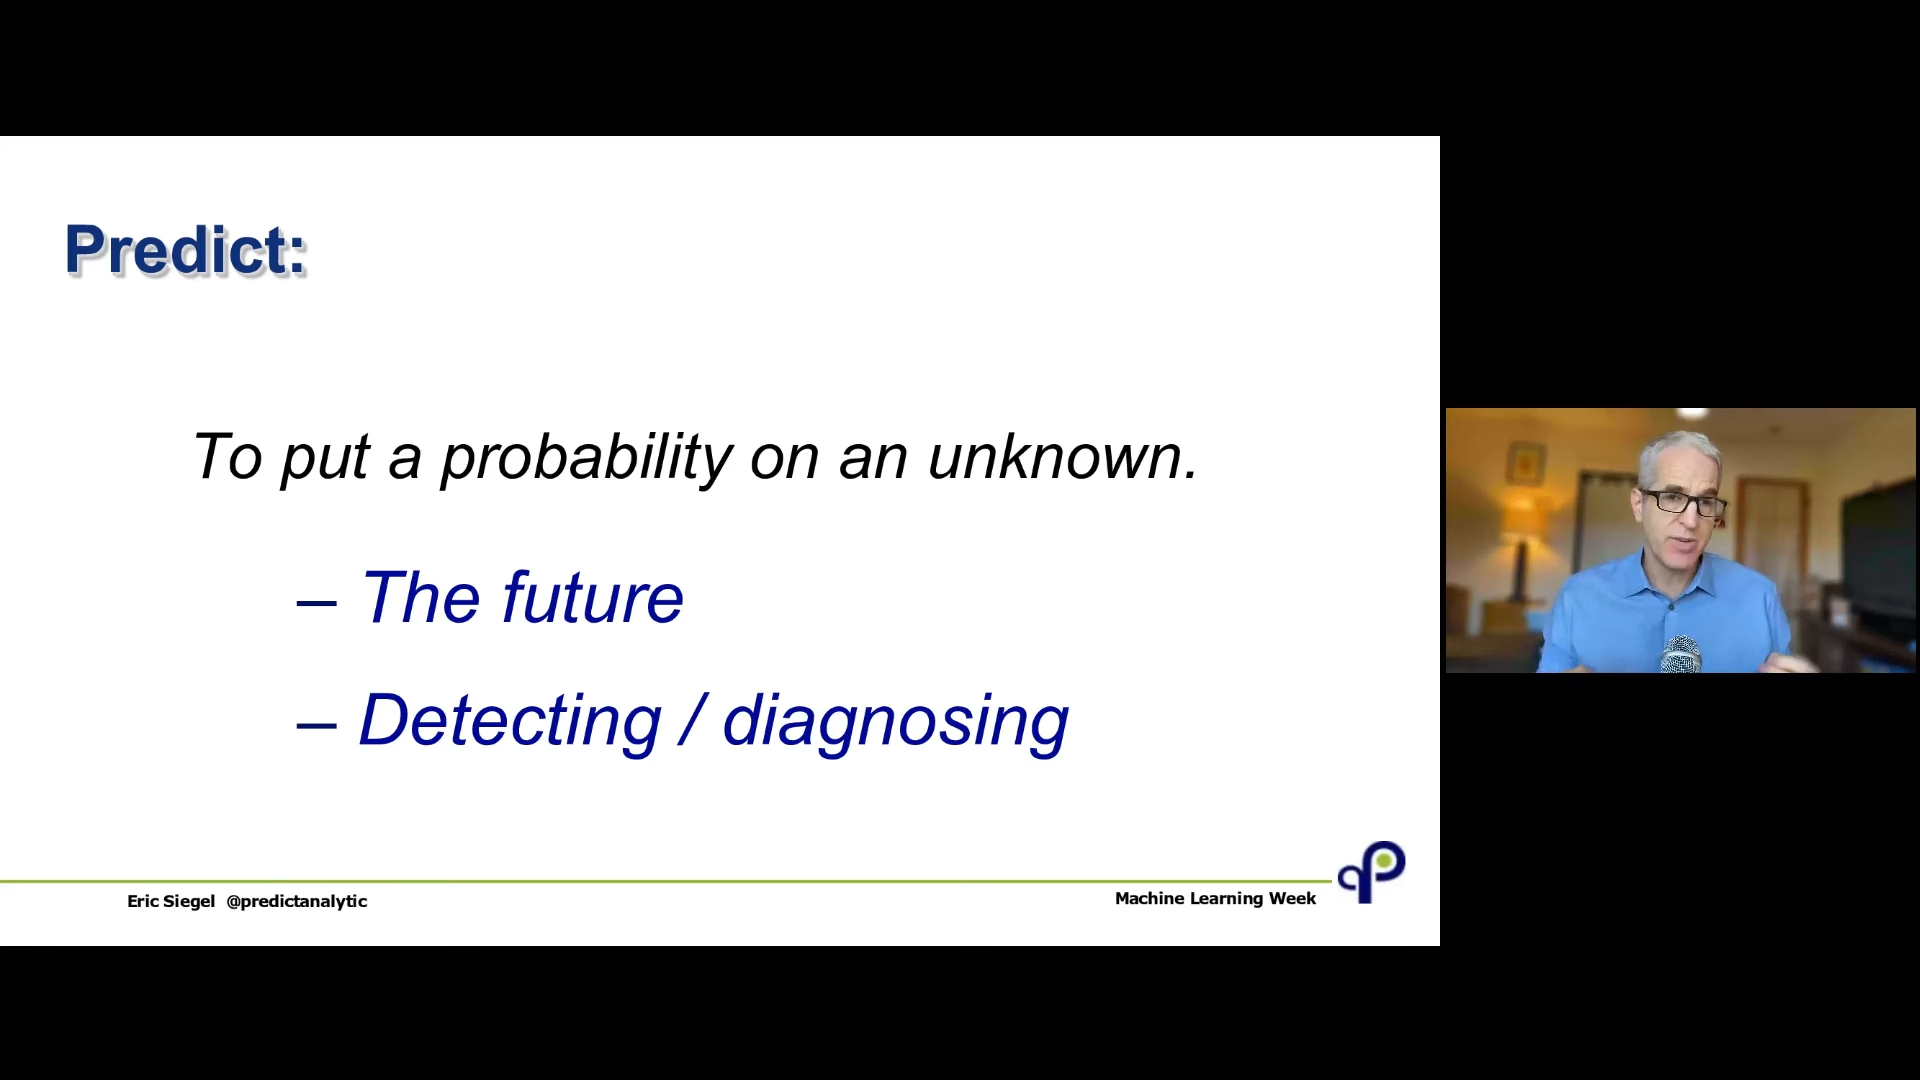 Predict:
To put a probability on an unknown.
– The future
– Detecting / diagnosing
Eric Siegel @predictanalytic
Machine Learning Week